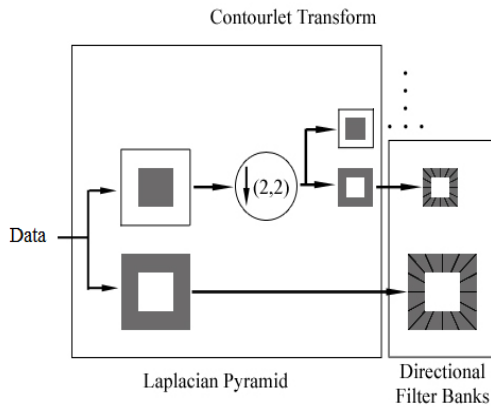 Contourlet Transform
(2,2)
Data
Laplacian Pyramid
Directional
Filter Banks